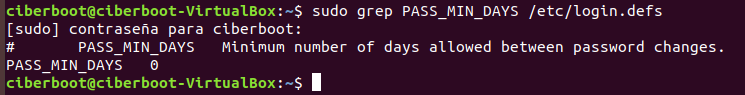 ciberboot@ciberboot-VirtualBox:~$ sudo grep PASS_MIN_DAYS /etc/login.defs
[sudo] contraseña para ciberboot:
#       PASS_MIN_DAYS   Minimum number of days allowed between password changes.
PASS_MIN_DAYS   0
ciberboot@ciberboot-VirtualBox:~$